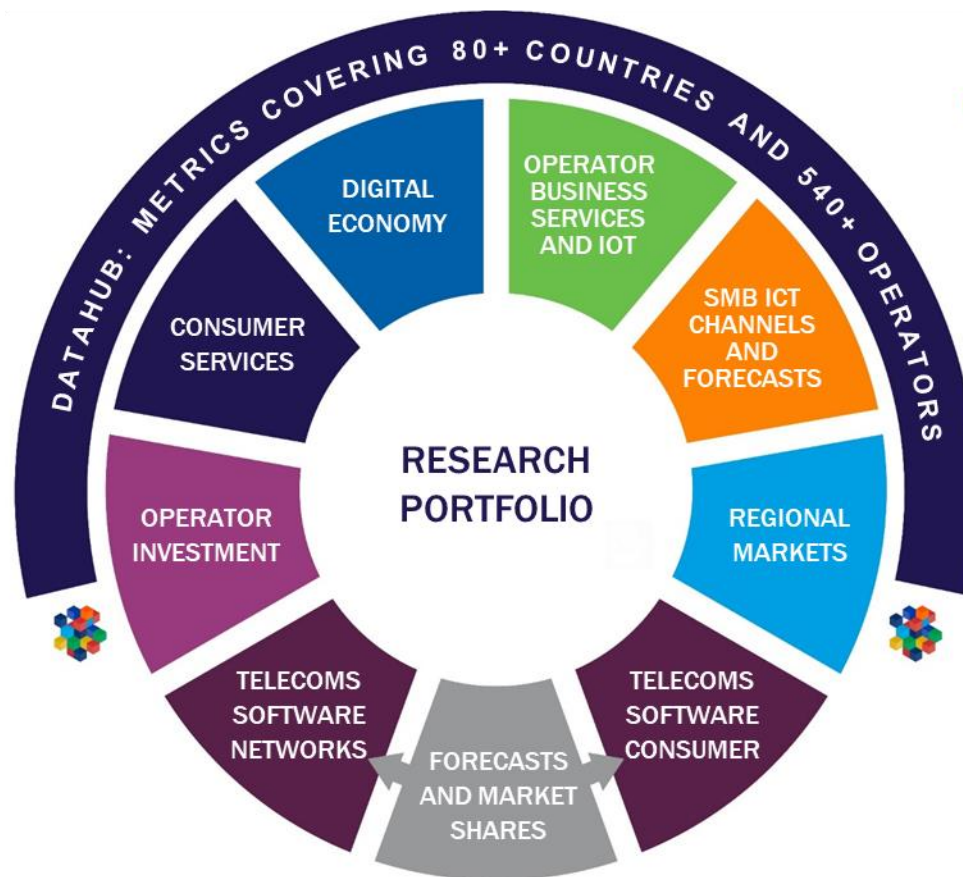 DATAHUB: METRICS COVERING 80+ COUNTRIES AND 540+ OPERATORS
DIGITAL
ECONOMY
OPERATOR
BUSINESS
SERVICES
AND IOT
CONSUMER
SERVICES
SMB ICT
CHANNELS
AND
FORECASTS
RESEARCH
PORTFOLIO
OPERATOR
INVESTMENT
REGIONAL
MARKETS
TELECOMS
SOFTWARE
NETWORKS
FORECASTS
AND MARKET
SHARES
TELECOMS
SOFTWARE
CONSUMER